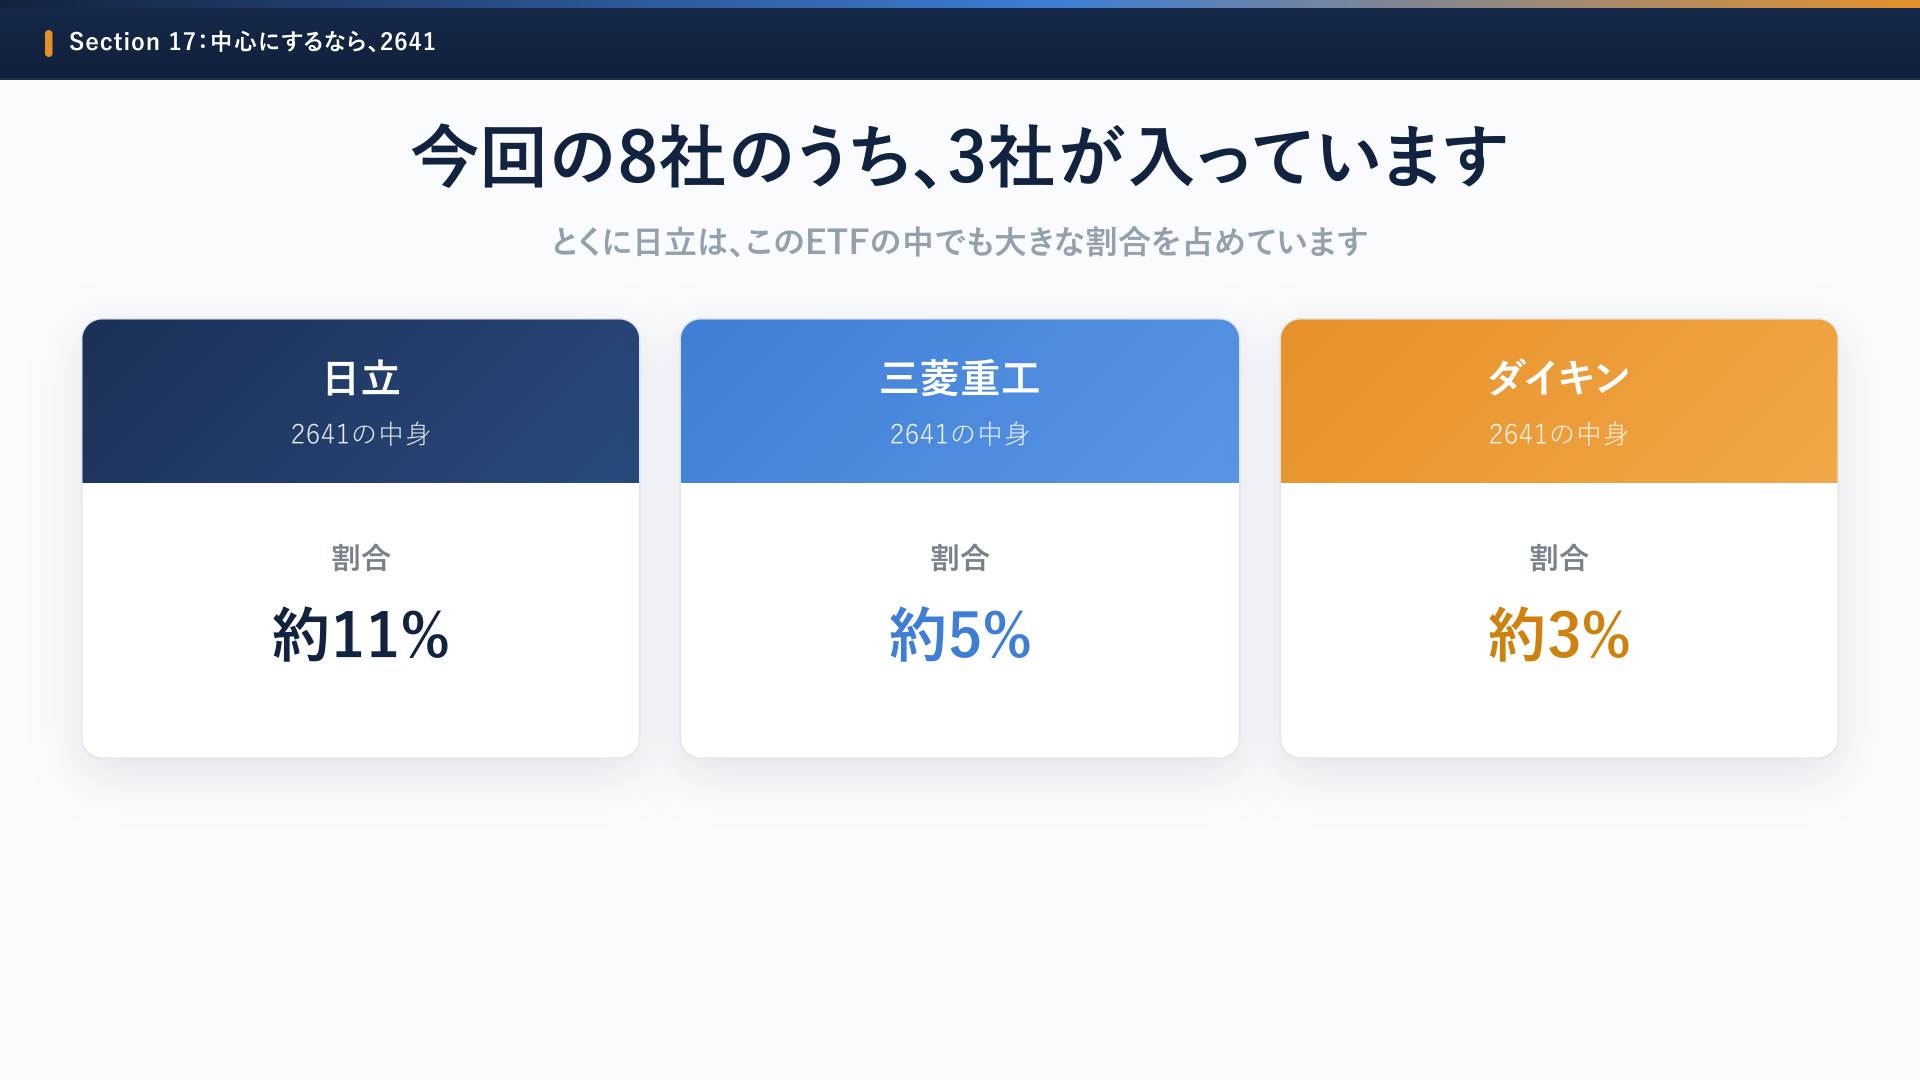 Section 17：中心にするなら、2641
今回の8社のうち、3社が入っています
とくに日立は、このETFの中でも大きな割合を占めています
日立
2641の中身
割合
約11%
三菱重工
2641の中身
割合
約5%
ダイキン
2641の中身
割合
約3%